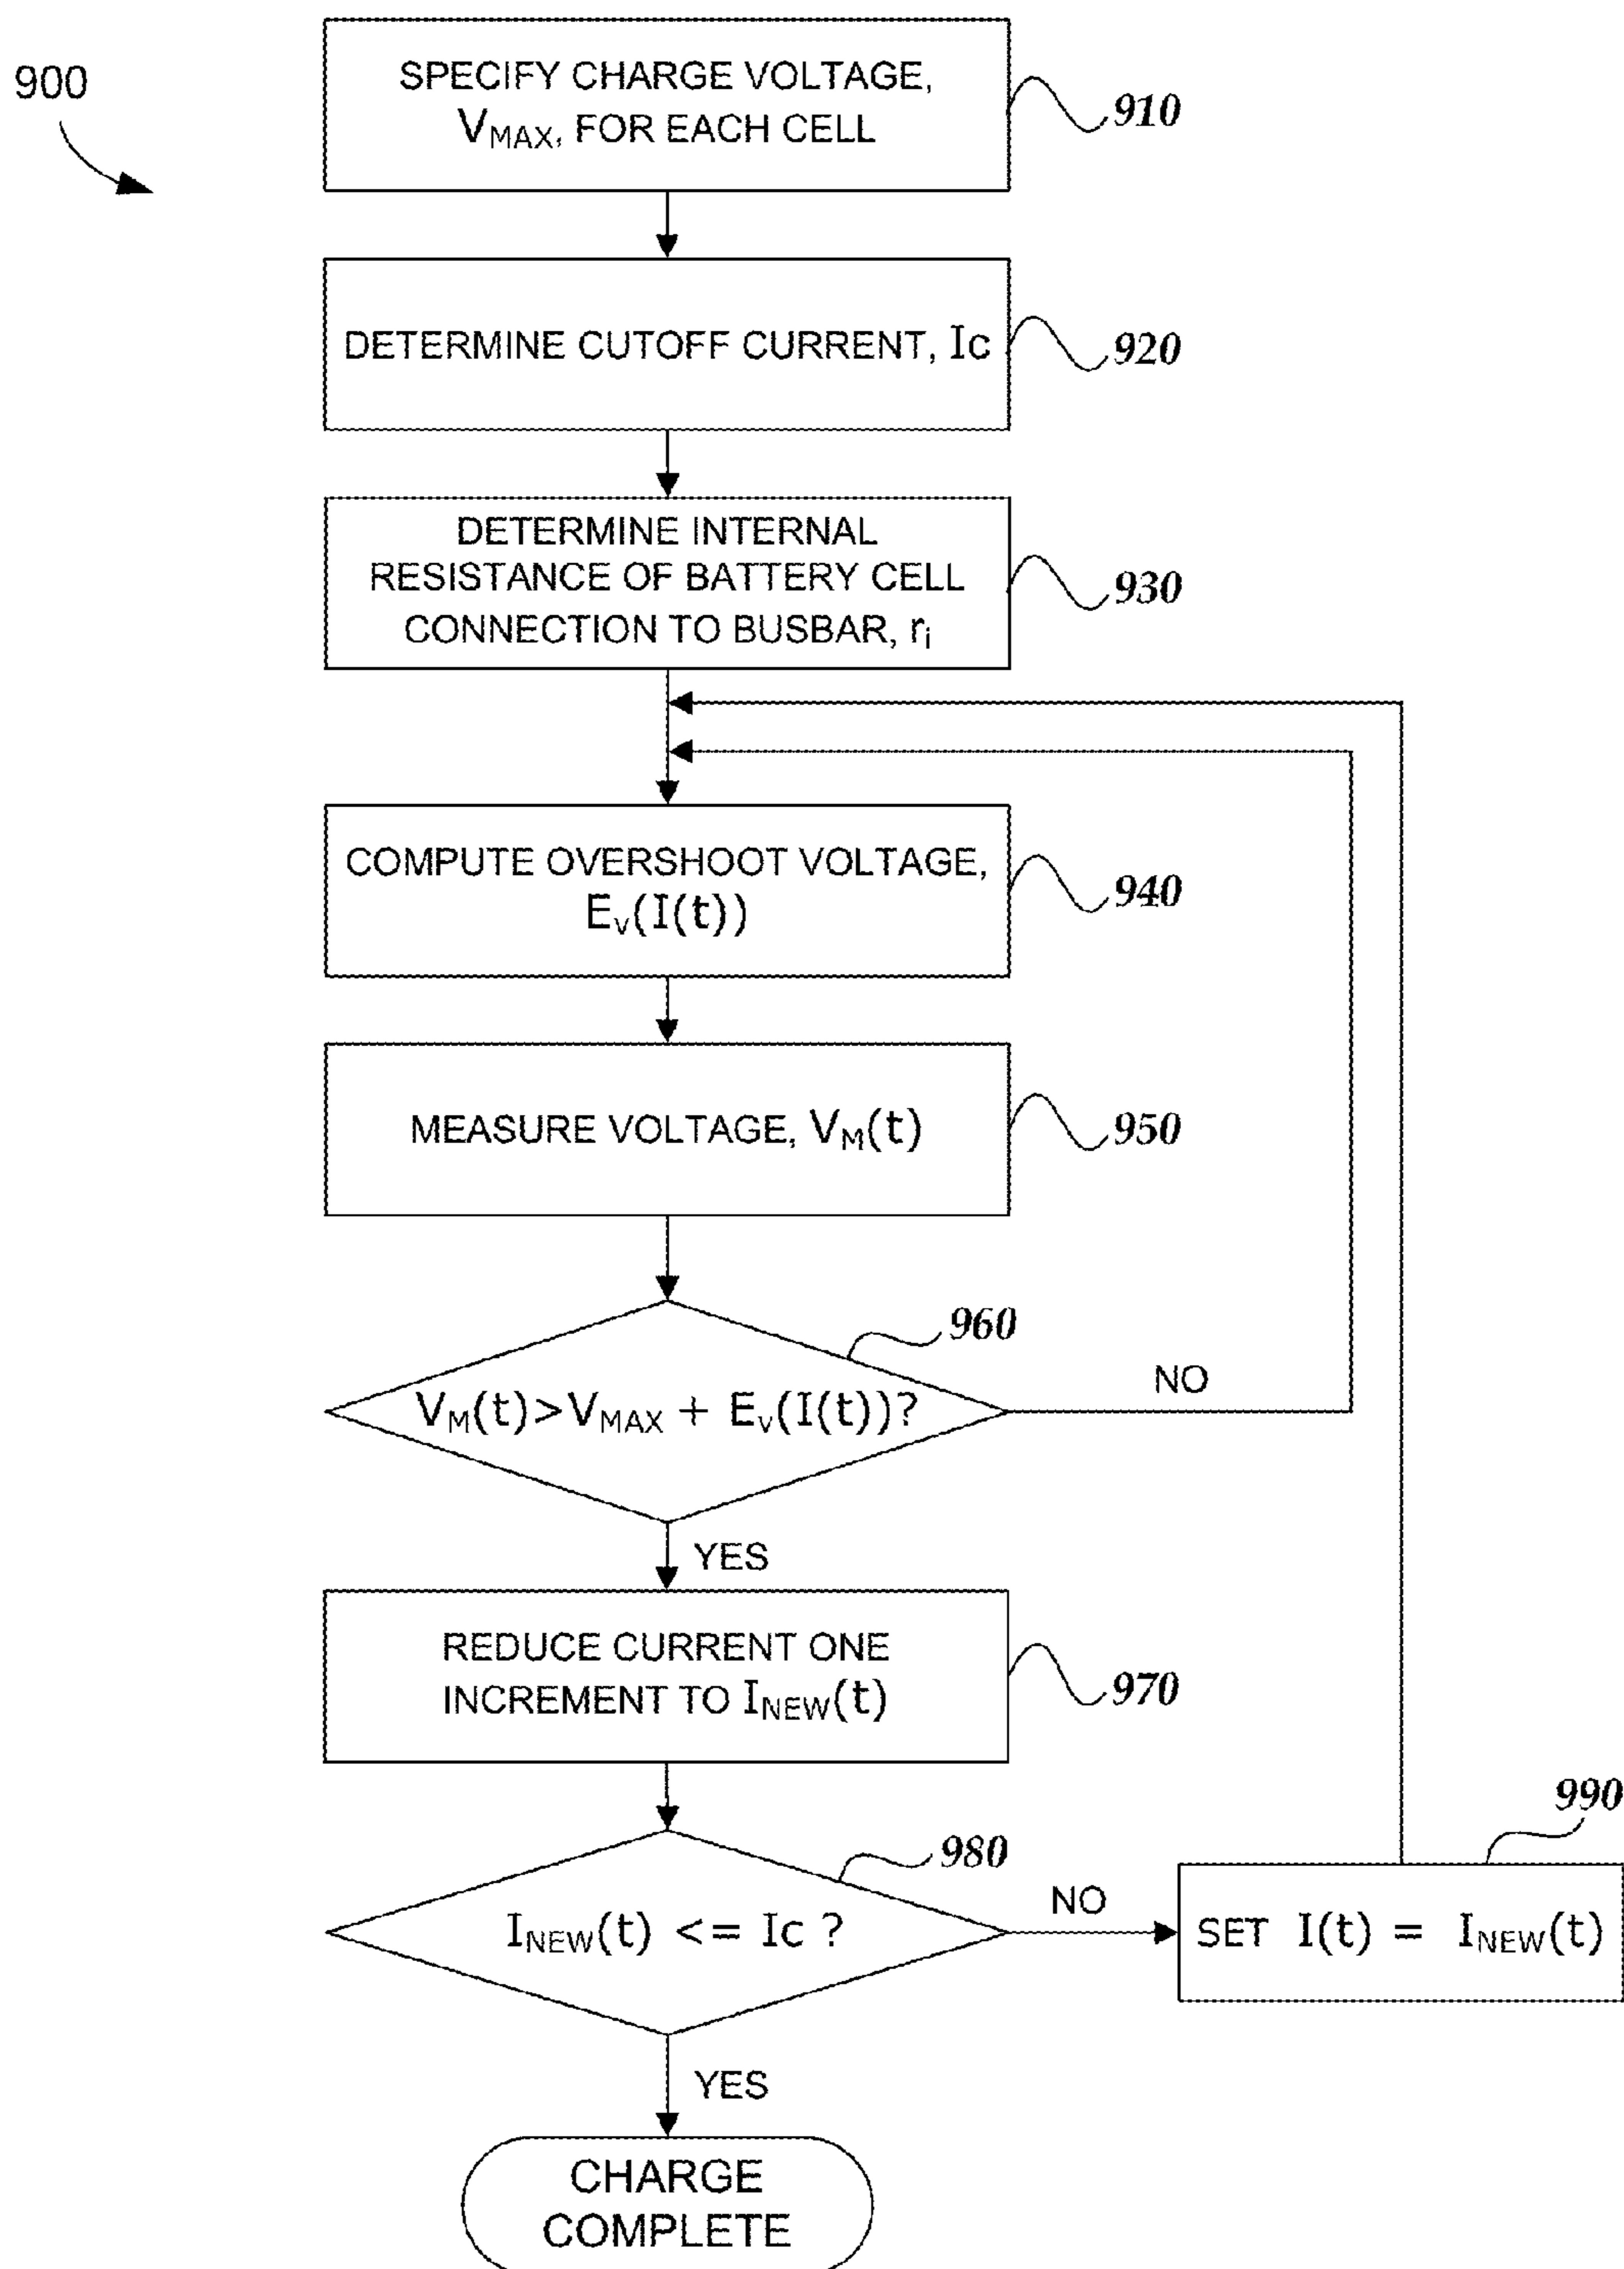 900
SPECIFY CHARGE VOLTAGE,
VMAX, FOR EACH CELL
910
DETERMINE CUTOFF CURRENT, Ic
920
DETERMINE INTERNAL
RESISTANCE OF BATTERY CELL
CONNECTION TO BUSBAR, ri
930
COMPUTE OVERSHOOT VOLTAGE,
Ev(I(t))
940
MEASURE VOLTAGE, VM(t)
950
960
VM(t)>VMAX + Ev(I(t))?
NO
YES
REDUCE CURRENT ONE
INCREMENT TO INEW(t)
970
980
INEW(t) <= Ic ?
NO
990
SET I(t) = INEW(t)
YES
CHARGE
COMPLETE